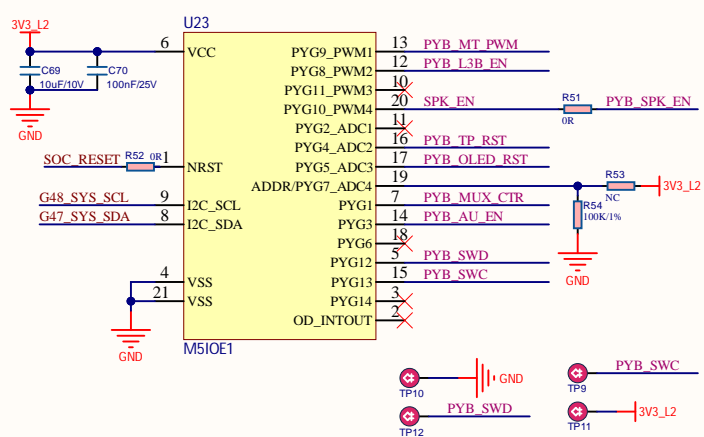 U23
3V3_L2
6 VCC
C69
10uF/10V
C70
100nF/25V
GND
SOC_RESET R52 0R 1 NRST
G48_SYS_SCL 9 I2C_SCL
G47_SYS_SDA 8 I2C_SDA
4 VSS
21 VSS
GND
PYG9_PWM1 13 PYB_MT_PWM
PYG8_PWM2 12 PYB_L3B_EN
PYG11_PWM3 10
PYG10_PWM4 20 SPK_EN R51 0R PYB_SPK_EN
PYG2_ADC1 11
PYG4_ADC2 16 PYB_TP_RST
PYG5_ADC3 17 PYB_OLED_RST
ADDR/PYG7_ADC4 19 R53 NC 3V3_L2
PYG1 7 PYB_MUX_CTR
R54
100K/1%
GND
PYG3 14 PYB_AU_EN
PYG6 18
PYG12 5 PYB_SWD
PYG13 15 PYB_SWC
PYG14 3
OD_INTOUT 2
M5IOE1
TP10 GND
TP9 PYB_SWC
TP12 PYB_SWD
TP11 3V3_L2